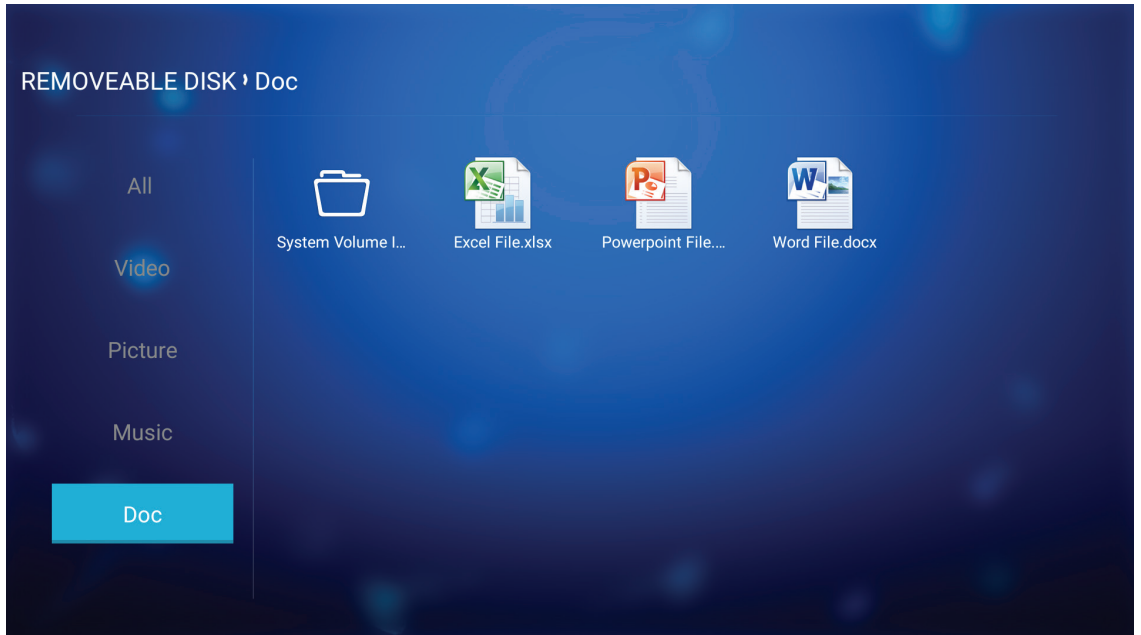 REMOVEABLE DISK Doc
All
Video
Picture
Music
Doc
System Volume I...
Excel File.xlsx
Powerpoint File....
Word File.docx